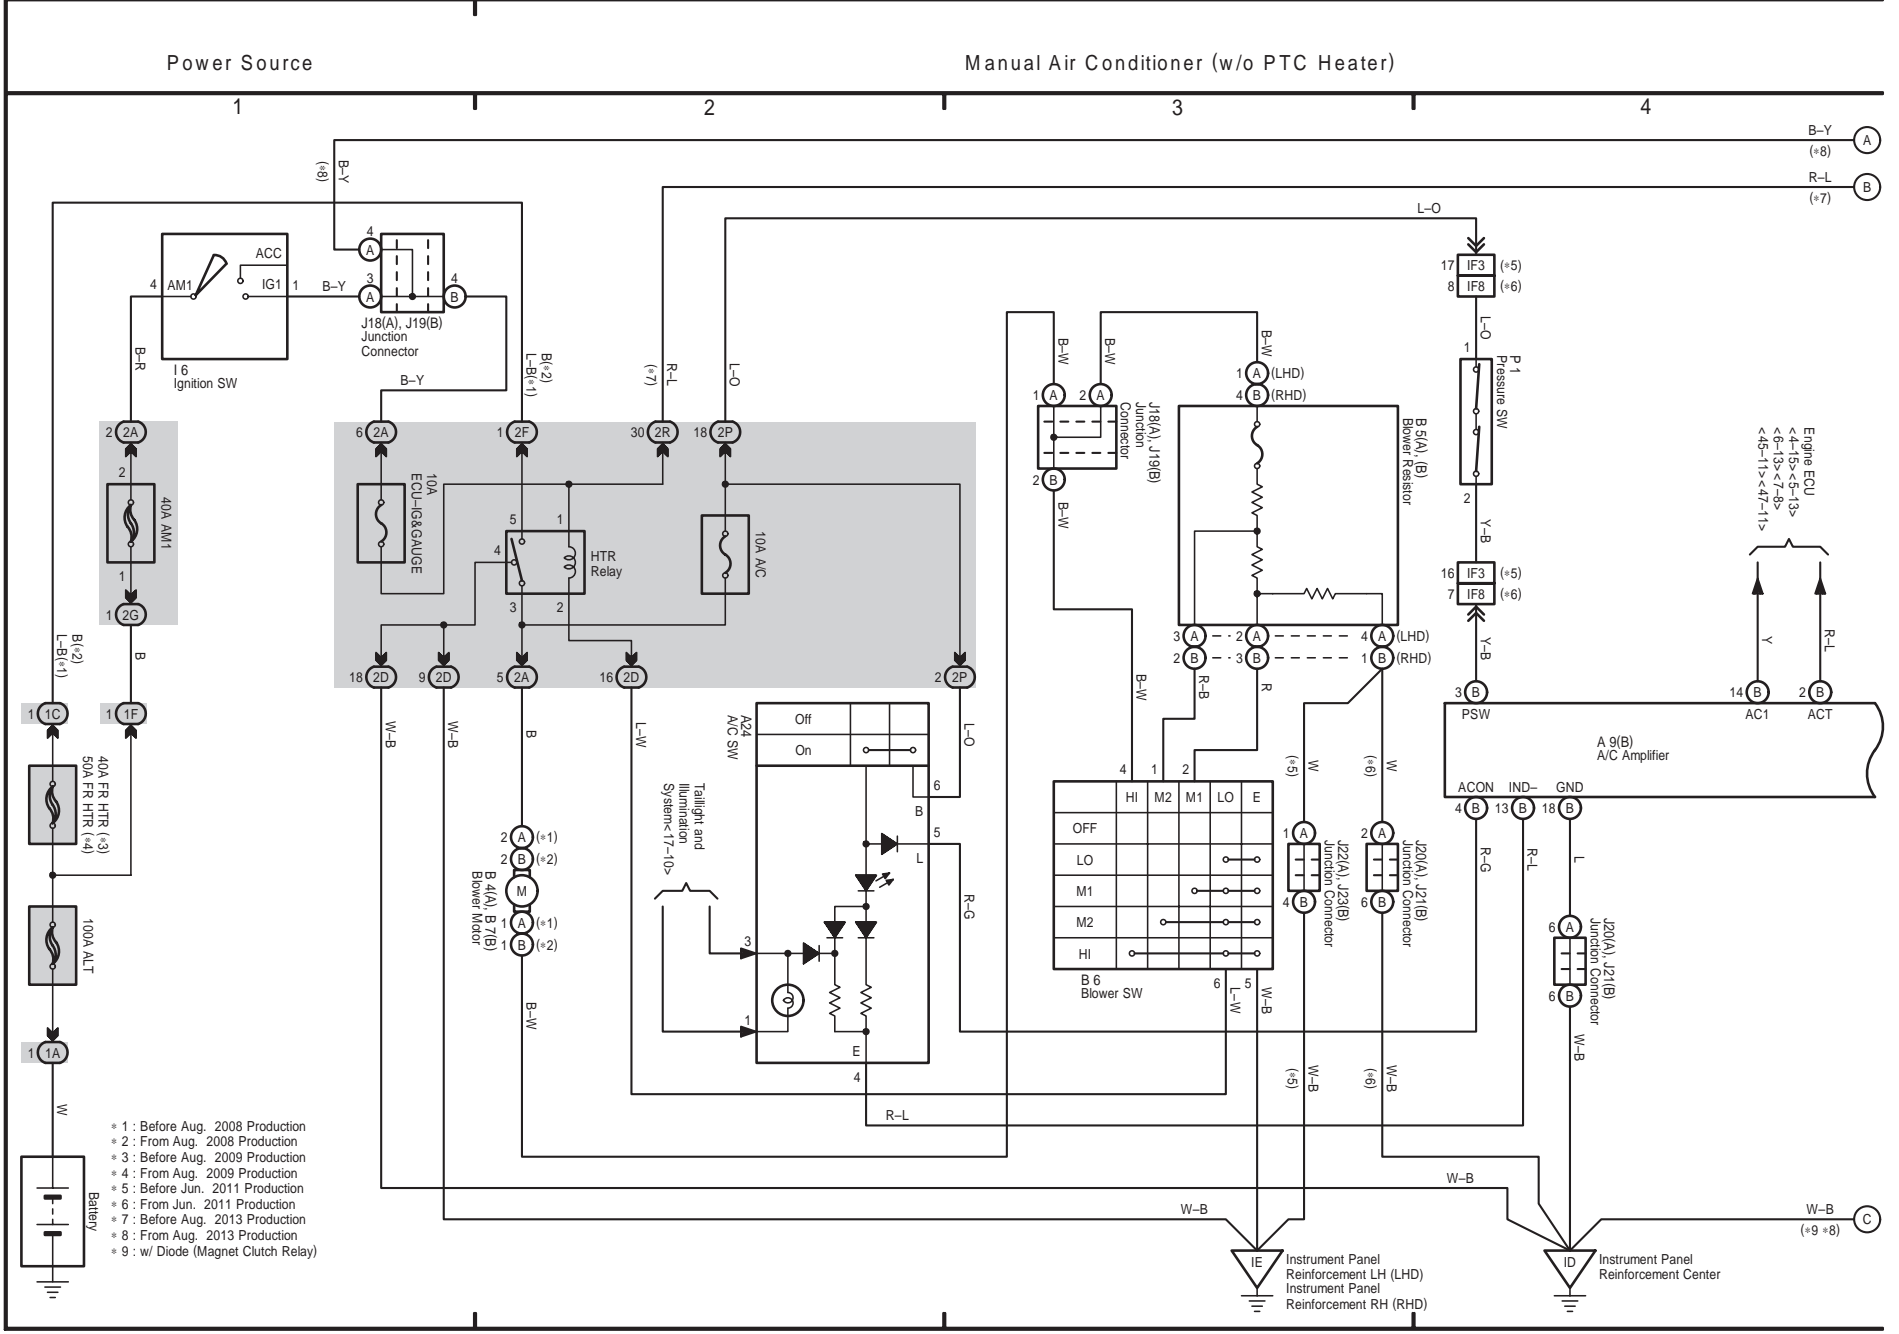 Power Source
Manual Air Conditioner (w/o PTC Heater)
1
2
3
4
B–Y
(*8)
A
R–L
(*7)
B
B–Y
(*8)
L–O
4
A
3
A
4
B
ACC
4
AM1
IG1
1
B–Y
J18(A), J19(B)
Junction
Connector
I 6
Ignition SW
B–R
B–Y
B(*2)
L–B(*1)
R–L
(*7)
L–O
17
IF3
(*5)
8
IF8
(*6)
L–O
1
P 1
Pressure SW
2
Y–B
16
IF3
(*5)
7
IF8
(*6)
Y–B
B–W
B–W
B–W
1
A
(LHD)
4
B
(RHD)
1
A
2
A
J18(A), J19(B)
Junction
Connector
2
B
B–W
B 5(A), (B)
Blower Resistor
Engine ECU
<4–15><5–13>
<6–13><7–8>
<45–11><47–11>
Y
R–L
2
2A
2
40A AM1
1
1
2G
B
6
2A
1
2F
30
2R
18
2P
10A
ECU–IG&GAUGE
5
1
4
HTR
Relay
3
2
10A A/C
18
2D
9
2D
5
2A
16
2D
2
2P
3
A
2
A
4
A
(LHD)
2
B
3
B
1
B
(RHD)
B–W
R–B
R
B(*2)
L–B(*1)
1
1C
1
1F
40A FR HTR (*3)
50A FR HTR (*4)
100A ALT
1
1A
W
Battery
W–B
W–B
B
L–W
A24
A/C SW
Off
On
L–O
6
B
5
L
R–G
Taillight and
Illumination
System<17–10>
3
1
E
4
2
A
(*1)
2
B
(*2)
M
B 4(A), B 7(B)
Blower Motor
1
A
(*1)
1
B
(*2)
B–W
4
1
2
HI
M2
M1
LO
E
OFF
LO
M1
M2
HI
B 6
Blower SW
6
5
L–W
W–B
W
(*5)
W
(*6)
1
A
J22(A), J23(B)
Junction Connector
4
B
2
A
J20(A), J21(B)
Junction Connector
6
B
W–B
(*5)
W–B
(*6)
3
B
PSW
14
B
AC1
2
B
ACT
A 9(B)
A/C Amplifier
ACON
IND–
GND
4
B
13
B
18
B
R–G
R–L
L
6
A
J20(A), J21(B)
Junction Connector
6
B
W–B
R–L
W–B
W–B
W–B
(*9 *8)
C
IE
Instrument Panel
Reinforcement LH (LHD)
Instrument Panel
Reinforcement RH (RHD)
ID
Instrument Panel
Reinforcement Center
* 1 : Before Aug. 2008 Production
* 2 : From Aug. 2008 Production
* 3 : Before Aug. 2009 Production
* 4 : From Aug. 2009 Production
* 5 : Before Jun. 2011 Production
* 6 : From Jun. 2011 Production
* 7 : Before Aug. 2013 Production
* 8 : From Aug. 2013 Production
* 9 : w/ Diode (Magnet Clutch Relay)